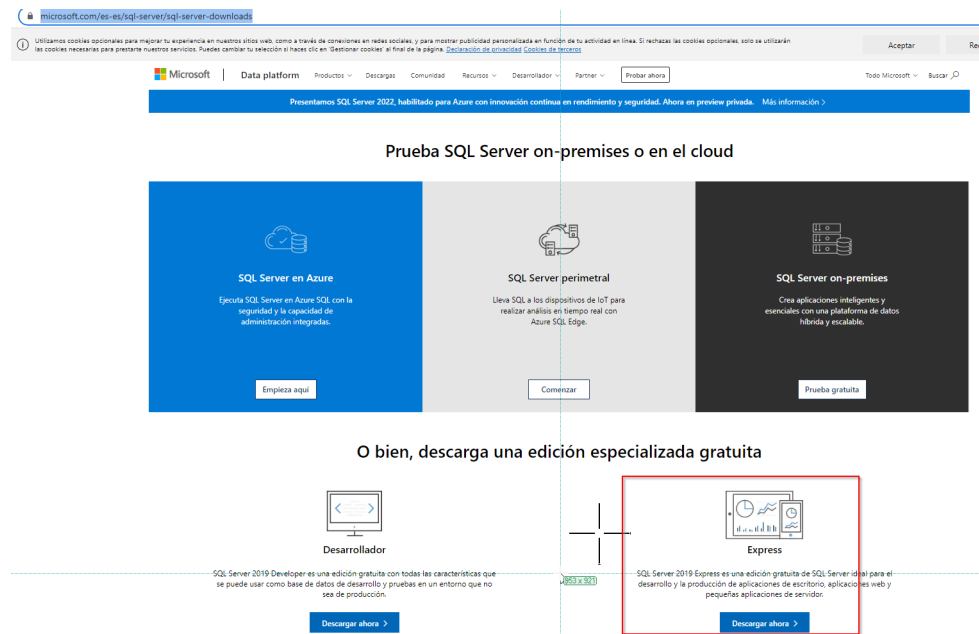 microsoft.com/es-es/sql-server/sql-server-downloads
Utilizamos cookies opcionales para mejorar tu experiencia en nuestros sitios web, como a través de conexiones en redes sociales, y para mostrar publicidad personalizada en función de tu actividad en línea. Si rechazas las cookies opcionales, solo se utilizarán
las cookies necesarias para prestarte nuestros servicios. Puedes cambiar tu selección si haces clic en 'Gestionar cookies' al final de la página. Declaración de privacidad Cookies de terceros
Aceptar
Microsoft
Data platform
Productos
Descargas
Comunidad
Recursos
Desarrollador
Partner
Probar ahora
Todo Microsoft
Buscar
Presentamos SQL Server 2022, habilitado para Azure con innovación continua en rendimiento y seguridad. Ahora en preview privada. Más información >
Prueba SQL Server on-premises o en el cloud
SQL Server en Azure
Ejecuta SQL Server en Azure SQL con la
seguridad y la capacidad de
administración integradas.
Empieza aquí
SQL Server perimetral
Lleva SQL a los dispositivos de IoT para
realizar análisis en tiempo real con
Azure SQL Edge.
Comenzar
SQL Server on-premises
Crea aplicaciones inteligentes y
esenciales con una plataforma de datos
híbrida y escalable.
Prueba gratuita
O bien, descarga una edición especializada gratuita
Desarrollador
SQL Server 2019 Developer es una edición gratuita con todas las características que
se puede usar como base de datos de desarrollo y pruebas en un entorno que no
sea de producción.
Descargar ahora >
953 x 921
Express
SQL Server 2019 Express es una edición gratuita de SQL Server ideal para el
desarrollo y la producción de aplicaciones de escritorio, aplicaciones web y
pequeñas aplicaciones de servidor.
Descargar ahora >